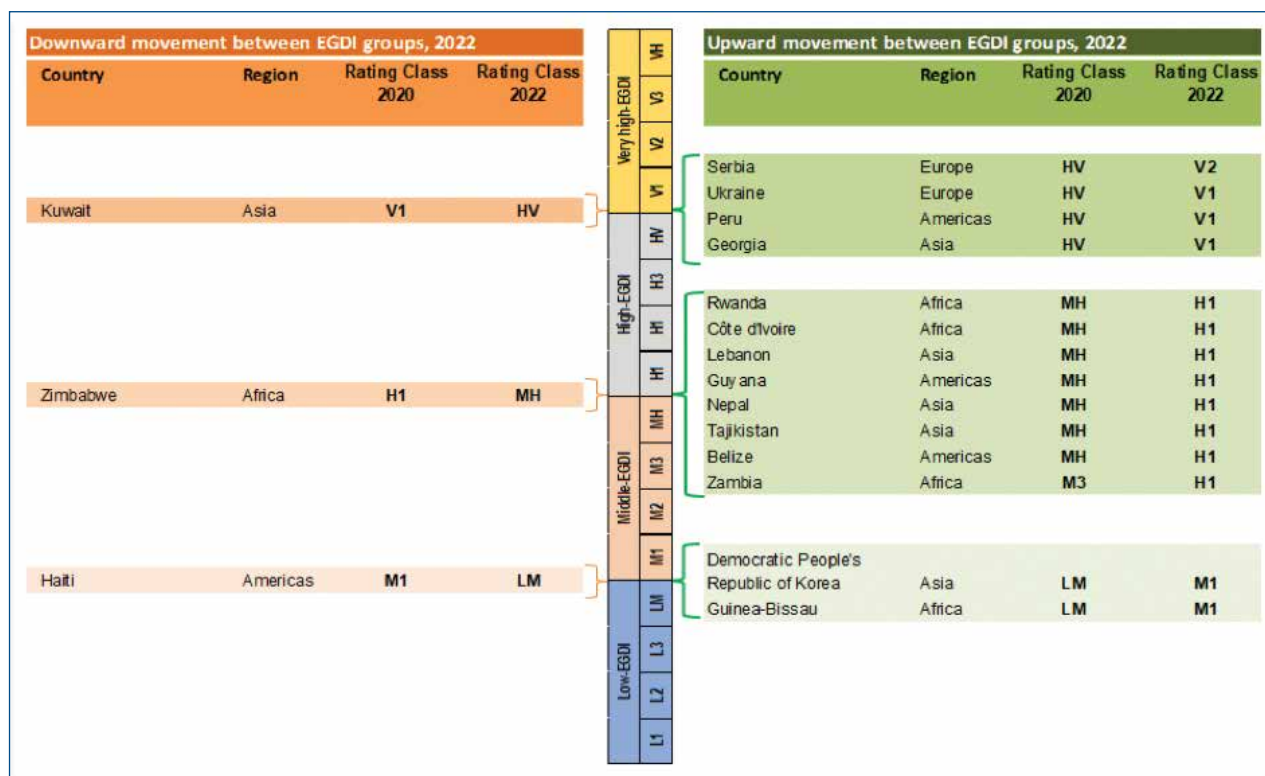 Downward movement between EGDI groups, 2022
Country Region Rating Class 2020 Rating Class 2022
Kuwait Asia V1 HV
Zimbabwe Africa H1 MH
Haiti Americas M1 LM
Very high-EGDI
VH
V3
V2
V1
High-EGDI
HV
H3
H1
H1
Middle-EGDI
MH
M3
M2
M1
Low-EGDI
LM
L3
L2
L1
Upward movement between EGDI groups, 2022
Country Region Rating Class 2020 Rating Class 2022
Serbia Europe HV V2
Ukraine Europe HV V1
Peru Americas HV V1
Georgia Asia HV V1
Rwanda Africa MH H1
Côte d'Ivoire Africa MH H1
Lebanon Asia MH H1
Guyana Americas MH H1
Nepal Asia MH H1
Tajikistan Asia MH H1
Belize Americas MH H1
Zambia Africa M3 H1
Democratic People's
Republic of Korea Asia LM M1
Guinea-Bissau Africa LM M1